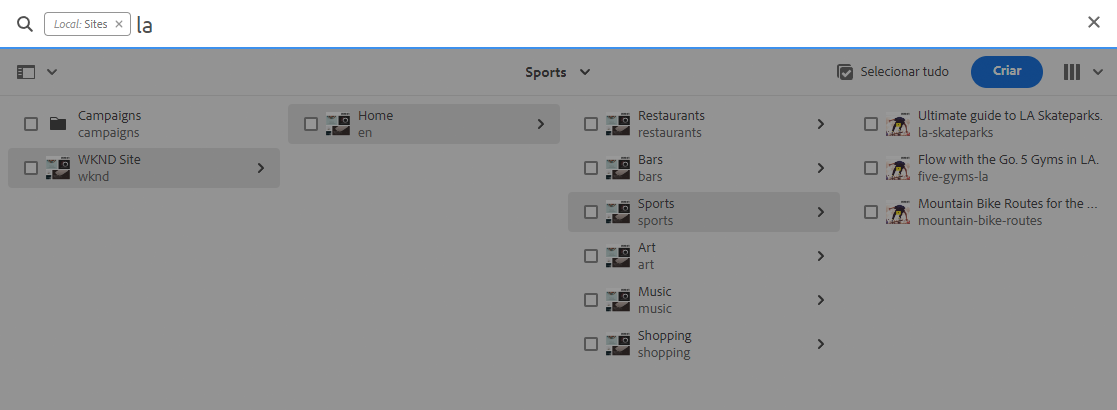 Local: Sites × la
Sports
Selecionar tudo
Criar
Campaigns
campaigns
WKND Site
wknd
Home
en
Restaurants
restaurants
Bars
bars
Sports
sports
Art
art
Music
music
Shopping
shopping
Ultimate guide to LA Skateparks.
la-skateparks
Flow with the Go. 5 Gyms in LA.
five-gyms-la
Mountain Bike Routes for the ...
mountain-bike-routes